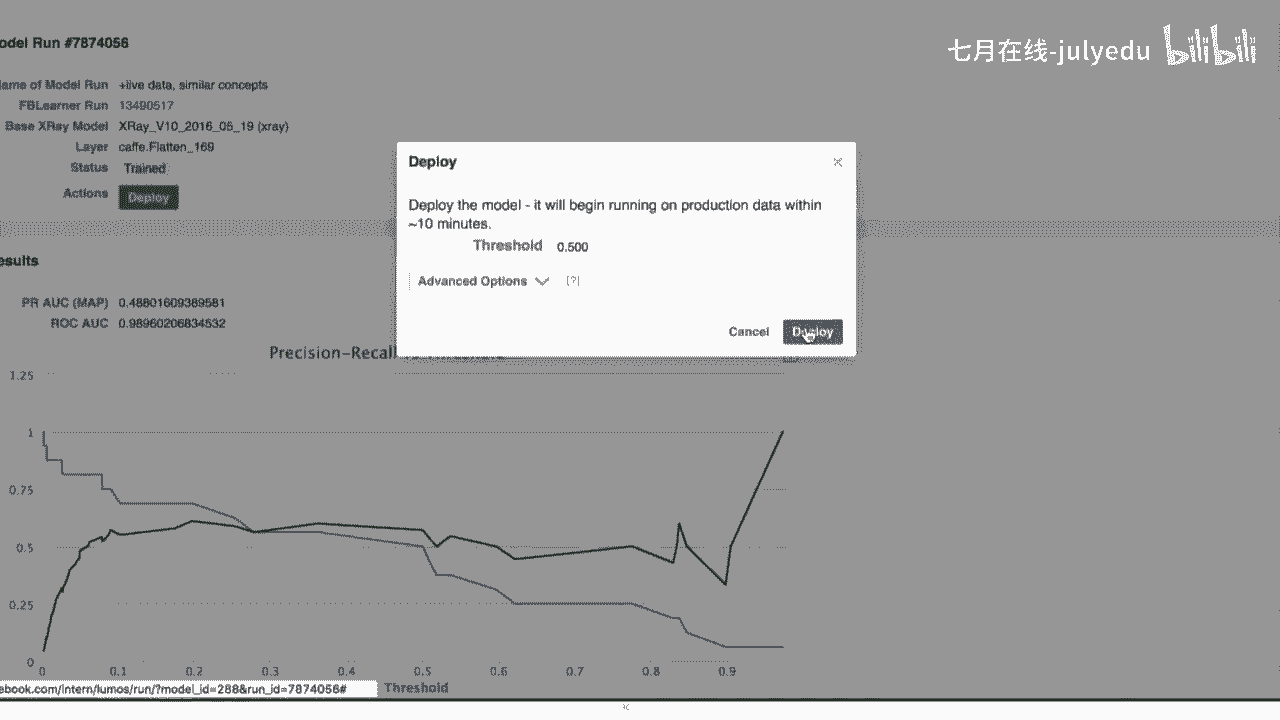 七月在线-julyedu bilibili
odel Run #7874056
ame of Model Run +live data, similar concepts
FBLearner Run 13490517
Base XRay Model XRay_V10_2016_05_19 (xray)
Layer caffe.Flatten_169
Status Trained
Actions Deploy
Deploy
Deploy the model - it will begin running on production data within
~10 minutes.
Threshold 0.500
Advanced Options [?]
Cancel Deploy
esults
PR AUC (MAP) 0.48801609389581
ROC AUC 0.98960206834532
Precision-Recall
1.25
1
0.75
0.5
0.25
0
0 0.1 0.2 0.3 0.4 0.5 0.6 0.7 0.8 0.9
Threshold
ebook.com/intern/lumos/run/?model_id=288&run_id=7874056#